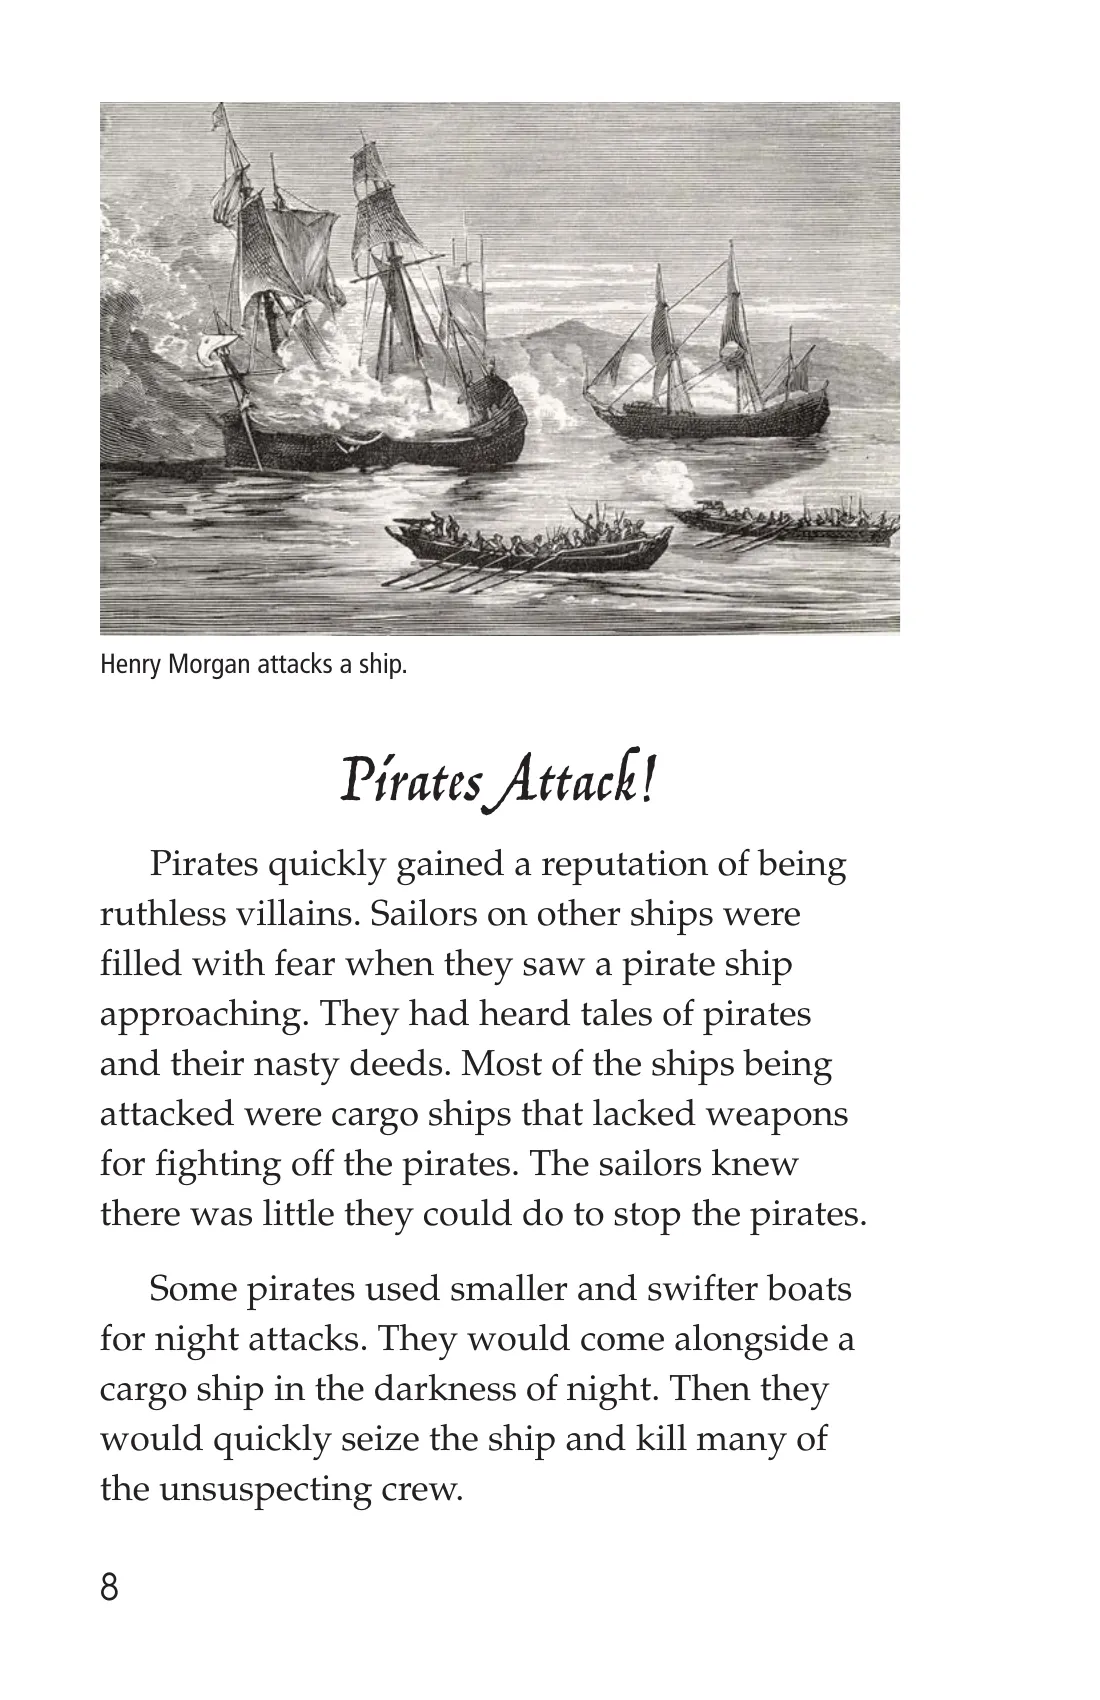 Henry Morgan attacks a ship.
Pirates Attack!
Pirates quickly gained a reputation of being
ruthless villains. Sailors on other ships were
filled with fear when they saw a pirate ship
approaching. They had heard tales of pirates
and their nasty deeds. Most of the ships being
attacked were cargo ships that lacked weapons
for fighting off the pirates. The sailors knew
there was little they could do to stop the pirates.
Some pirates used smaller and swifter boats
for night attacks. They would come alongside a
cargo ship in the darkness of night. Then they
would quickly seize the ship and kill many of
the unsuspecting crew.
8